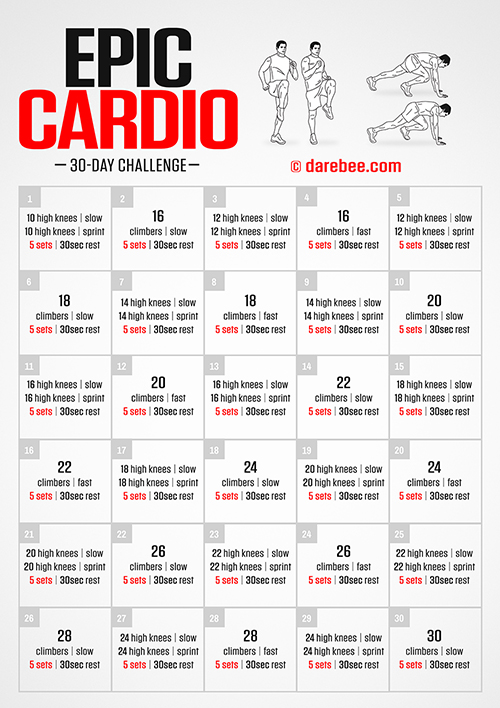 EPIC
CARDIO
– 30-DAY CHALLENGE –
© darebee.com
1
10 high knees | slow
10 high knees | sprint
5 sets | 30sec rest
2
16
climbers | slow
5 sets | 30sec rest
3
12 high knees | slow
12 high knees | sprint
5 sets | 30sec rest
4
16
climbers | fast
5 sets | 30sec rest
5
12 high knees | slow
12 high knees | sprint
5 sets | 30sec rest
6
18
climbers | slow
5 sets | 30sec rest
7
14 high knees | slow
14 high knees | sprint
5 sets | 30sec rest
8
18
climbers | fast
5 sets | 30sec rest
9
14 high knees | slow
14 high knees | sprint
5 sets | 30sec rest
10
20
climbers | slow
5 sets | 30sec rest
11
16 high knees | slow
16 high knees | sprint
5 sets | 30sec rest
12
20
climbers | fast
5 sets | 30sec rest
13
16 high knees | slow
16 high knees | sprint
5 sets | 30sec rest
14
22
climbers | slow
5 sets | 30sec rest
15
18 high knees | slow
18 high knees | sprint
5 sets | 30sec rest
16
22
climbers | fast
5 sets | 30sec rest
17
18 high knees | slow
18 high knees | sprint
5 sets | 30sec rest
18
24
climbers | slow
5 sets | 30sec rest
19
20 high knees | slow
20 high knees | sprint
5 sets | 30sec rest
20
24
climbers | fast
5 sets | 30sec rest
21
20 high knees | slow
20 high knees | sprint
5 sets | 30sec rest
22
26
climbers | slow
5 sets | 30sec rest
23
22 high knees | slow
22 high knees | sprint
5 sets | 30sec rest
24
26
climbers | fast
5 sets | 30sec rest
25
22 high knees | slow
22 high knees | sprint
5 sets | 30sec rest
26
28
climbers | slow
5 sets | 30sec rest
27
24 high knees | slow
24 high knees | sprint
5 sets | 30sec rest
28
28
climbers | fast
5 sets | 30sec rest
29
24 high knees | slow
24 high knees | sprint
5 sets | 30sec rest
30
30
climbers | slow
5 sets | 30sec rest